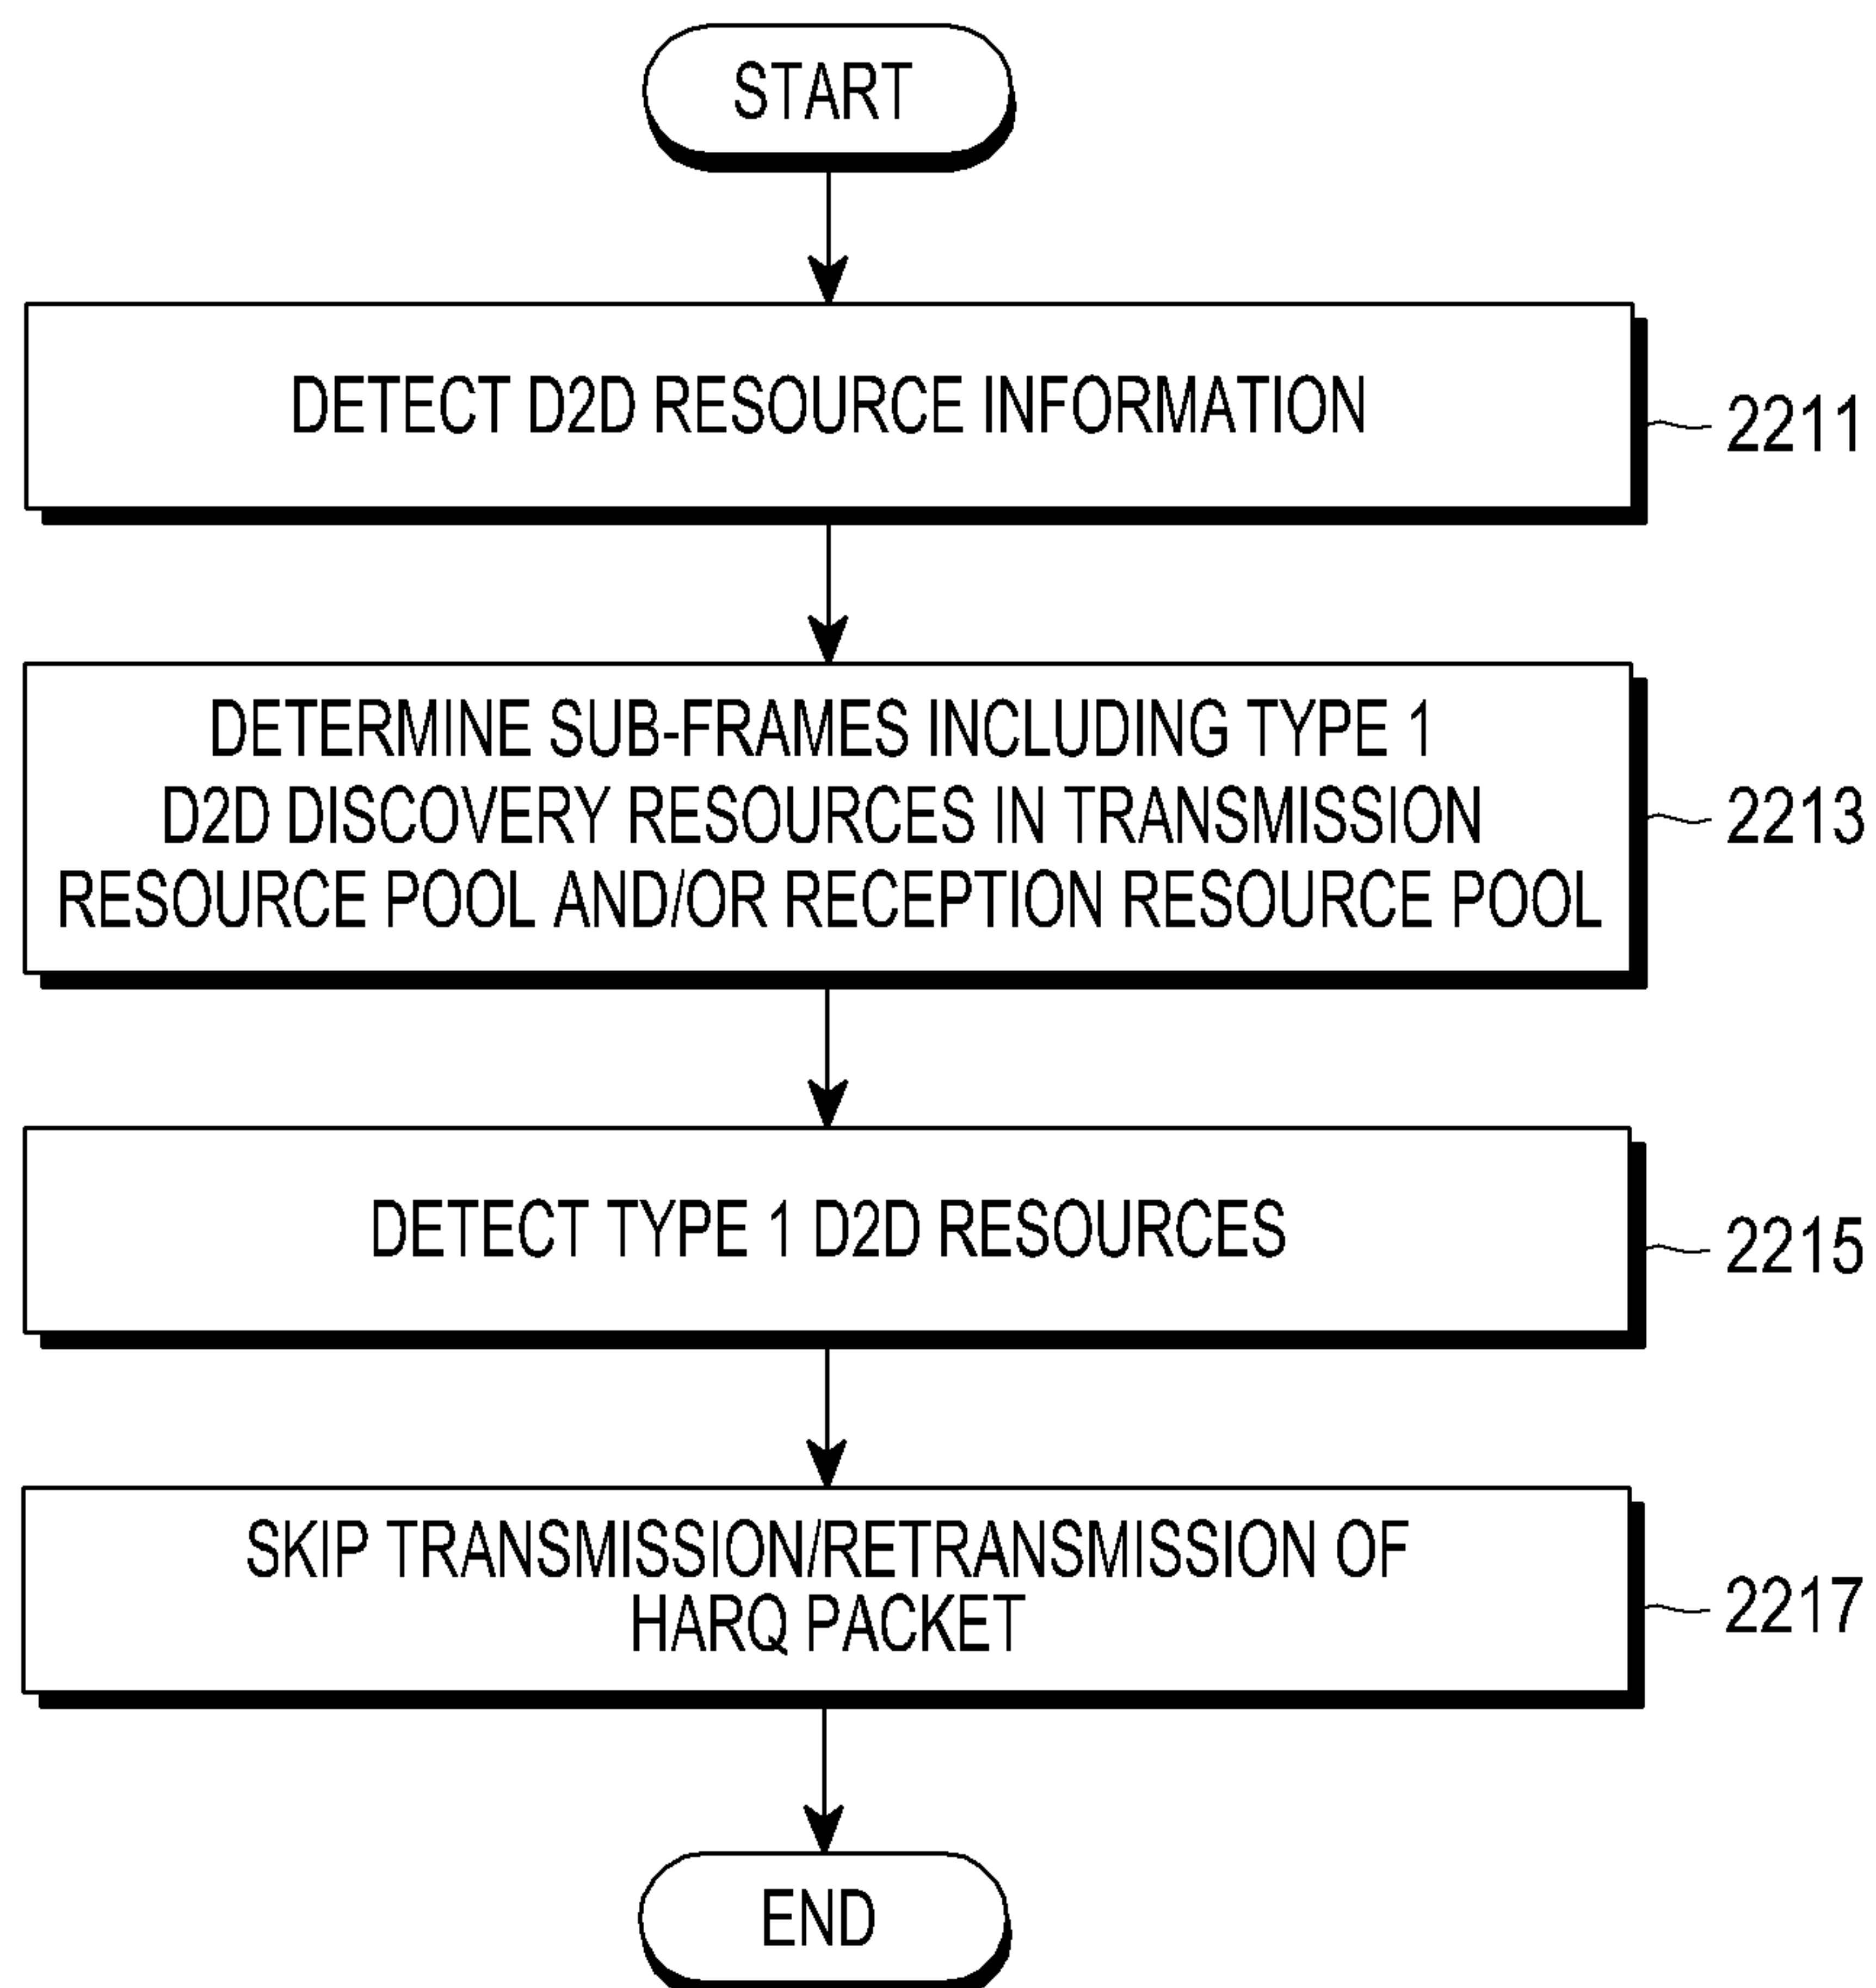 START
DETECT D2D RESOURCE INFORMATION
2211
DETERMINE SUB-FRAMES INCLUDING TYPE 1
D2D DISCOVERY RESOURCES IN TRANSMISSION
RESOURCE POOL AND/OR RECEPTION RESOURCE POOL
2213
DETECT TYPE 1 D2D RESOURCES
2215
SKIP TRANSMISSION/RETRANSMISSION OF
HARQ PACKET
2217
END